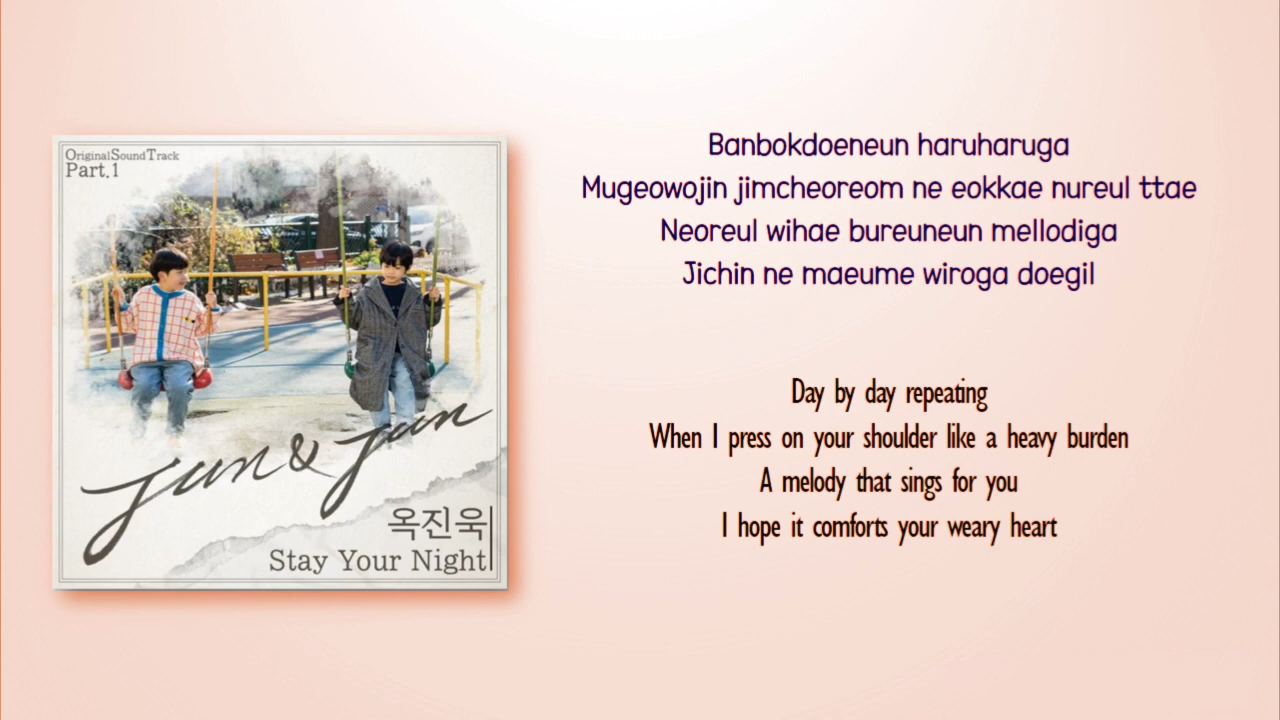 OriginalSoundTrack
Part.1
jun & jun
옥진욱
Stay Your Night
Banbokdoeneun haruharuga
Mugeowojin jimcheoreom ne eokkae nureul ttae
Neoreul wihae bureuneun mellodiga
Jichin ne maeume wiroga doegil
Day by day repeating
When I press on your shoulder like a heavy burden
A melody that sings for you
I hope it comforts your weary heart